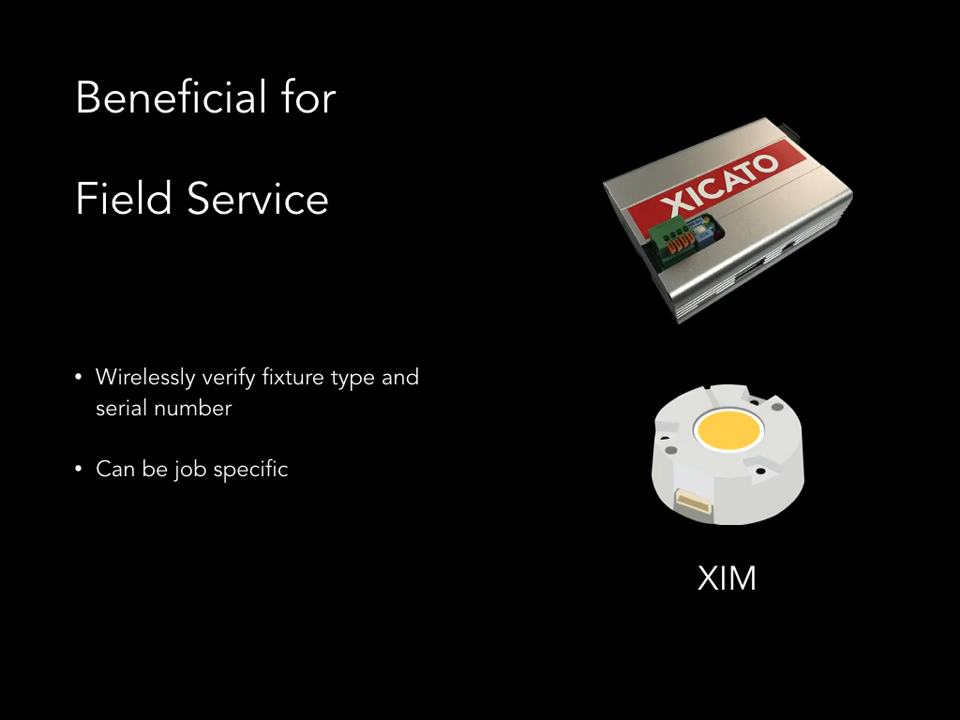 Beneficial for
Field Service
• Wirelessly verify fixture type and
serial number
• Can be job specific
XICATO
XIM